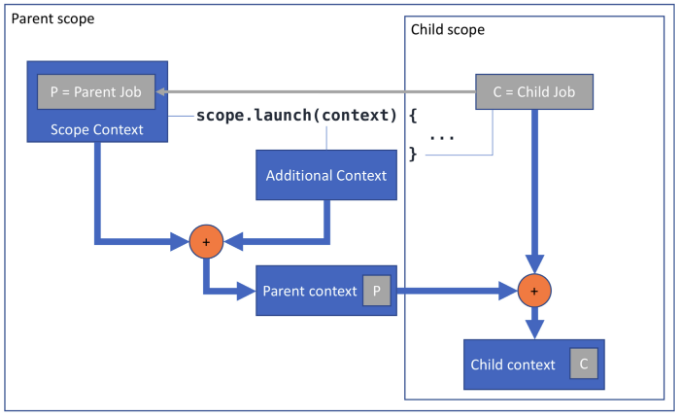 Parent scope
Child scope
P = Parent Job
C = Child Job
Scope Context
scope.launch(context) {
...
}
Additional Context
+
Parent context P
+
Child context C